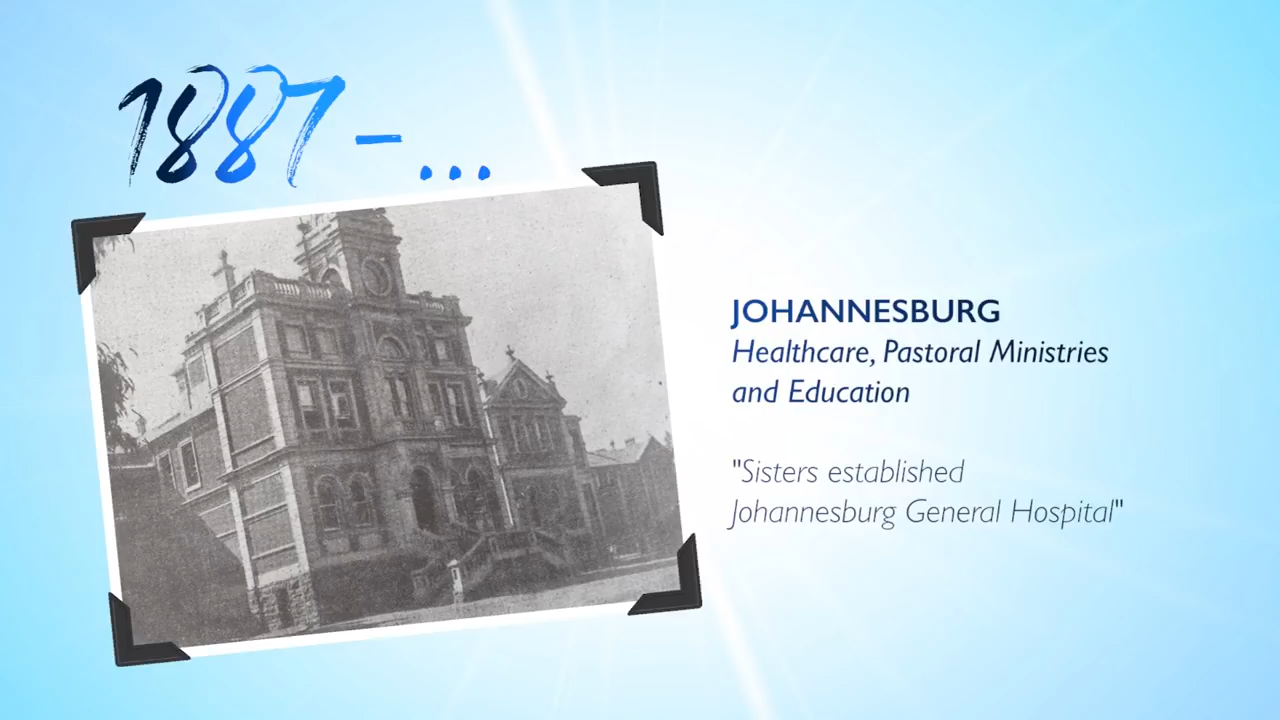 1887 – ...
JOHANNESBURG
Healthcare, Pastoral Ministries
and Education
"Sisters established
Johannesburg General Hospital"